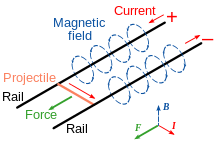 Current
+
Magnetic
field
−
Projectile
Rail
Force
Rail
B
F
I